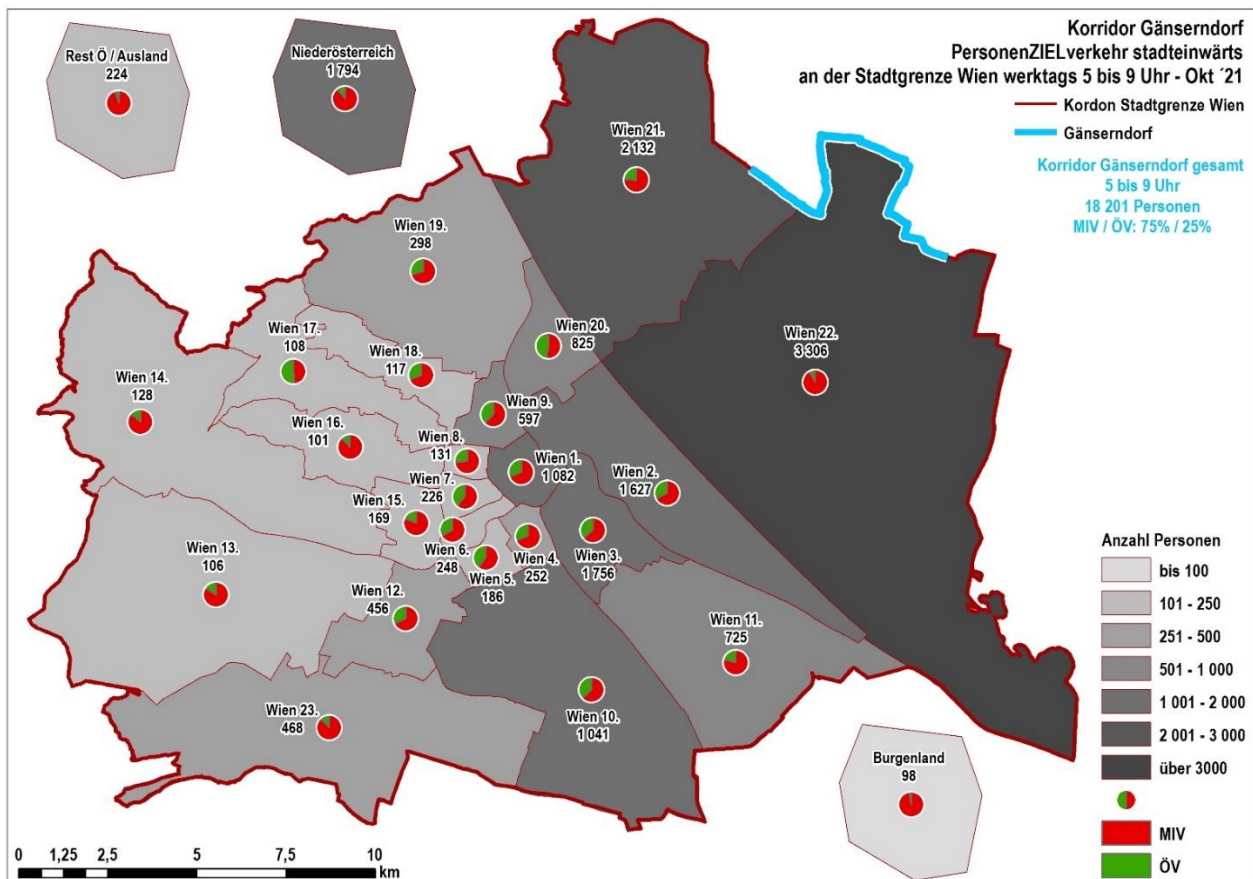 Korridor Gänserndorf
PersonenZIELverkehr stadteinwärts
an der Stadtgrenze Wien werktags 5 bis 9 Uhr - Okt ´21
Kordon Stadtgrenze Wien
Gänserndorf
Korridor Gänserndorf gesamt
5 bis 9 Uhr
18 201 Personen
MIV / ÖV: 75% / 25%
Rest Ö / Ausland
224
Niederösterreich
1 794
Wien 21.
2 132
Wien 19.
298
Wien 20.
825
Wien 17.
108
Wien 18.
117
Wien 22.
3 306
Wien 14.
128
Wien 9.
597
Wien 16.
101
Wien 8.
131
Wien 1.
1 082
Wien 2.
1 627
Wien 7.
226
Wien 15.
169
Wien 6.
248
Wien 5.
186
Wien 4.
252
Wien 3.
1 756
Wien 13.
106
Wien 12.
456
Wien 11.
725
Wien 23.
468
Wien 10.
1 041
Burgenland
98
Anzahl Personen
bis 100
101 - 250
251 - 500
501 - 1 000
1 001 - 2 000
2 001 - 3 000
über 3000
MIV
ÖV
0 1,25 2,5 5 7,5 10
km